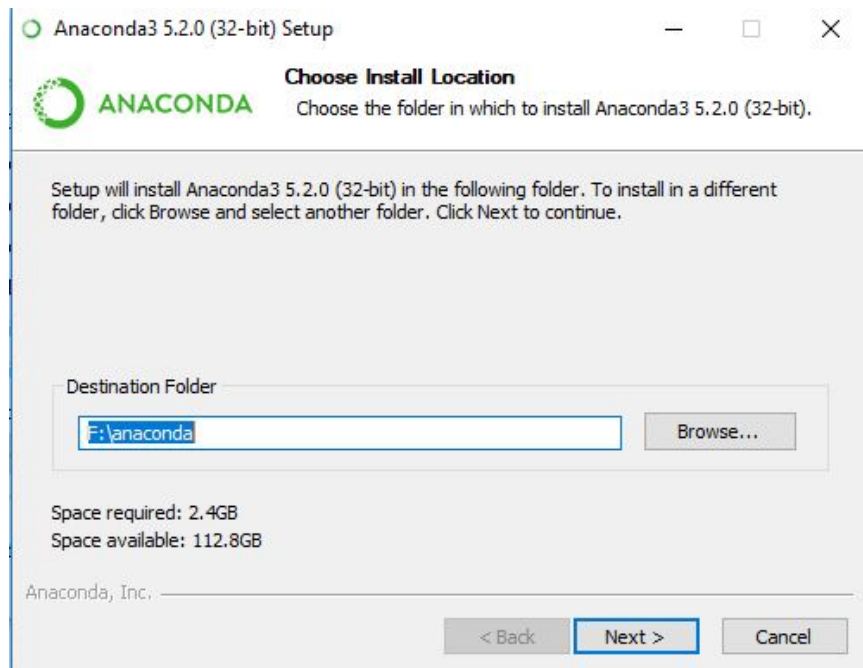 Anaconda3 5.2.0 (32-bit) Setup
ANACONDA
Choose Install Location
Choose the folder in which to install Anaconda3 5.2.0 (32-bit).
Setup will install Anaconda3 5.2.0 (32-bit) in the following folder. To install in a different
folder, click Browse and select another folder. Click Next to continue.
Destination Folder
F:\anaconda
Browse...
Space required: 2.4GB
Space available: 112.8GB
Anaconda, Inc.
< Back
Next >
Cancel